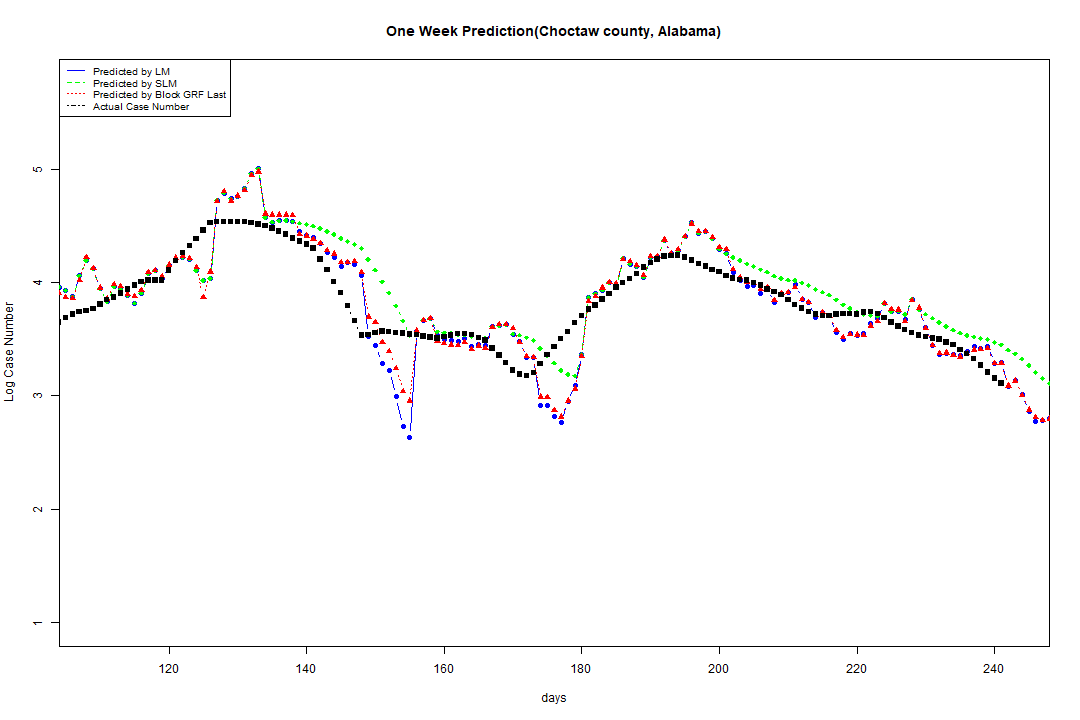 One Week Prediction(Choctaw county, Alabama)
Predicted by LM
Predicted by SLM
Predicted by Block GRF Last
Actual Case Number
Log Case Number
5
4
3
2
1
120 140 160 180 200 220 240
days